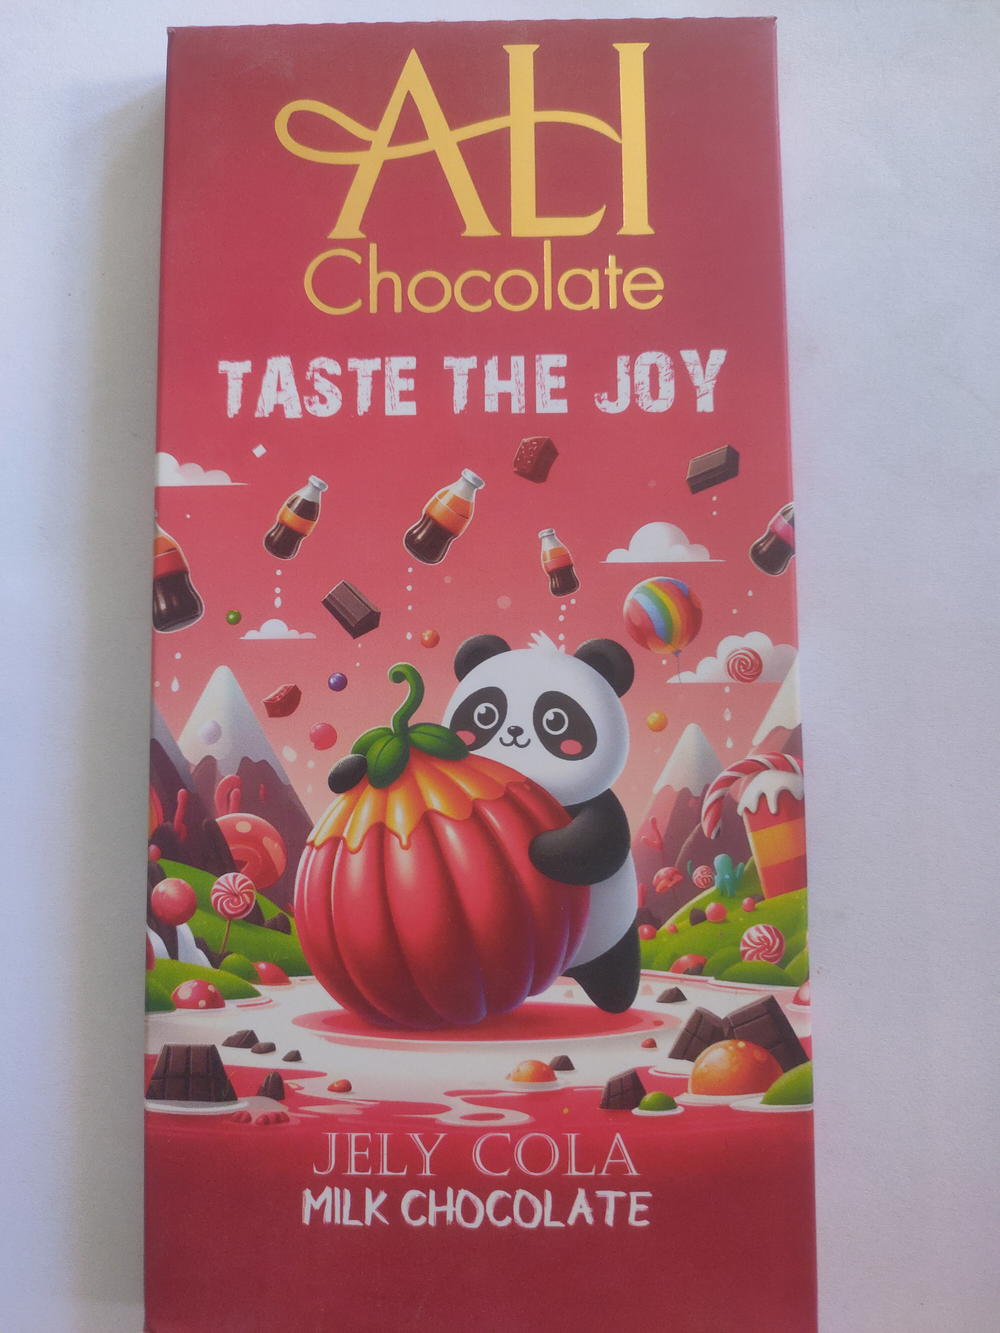 ALI
Chocolate
TASTE THE JOY
JELY COLA
MILK CHOCOLATE